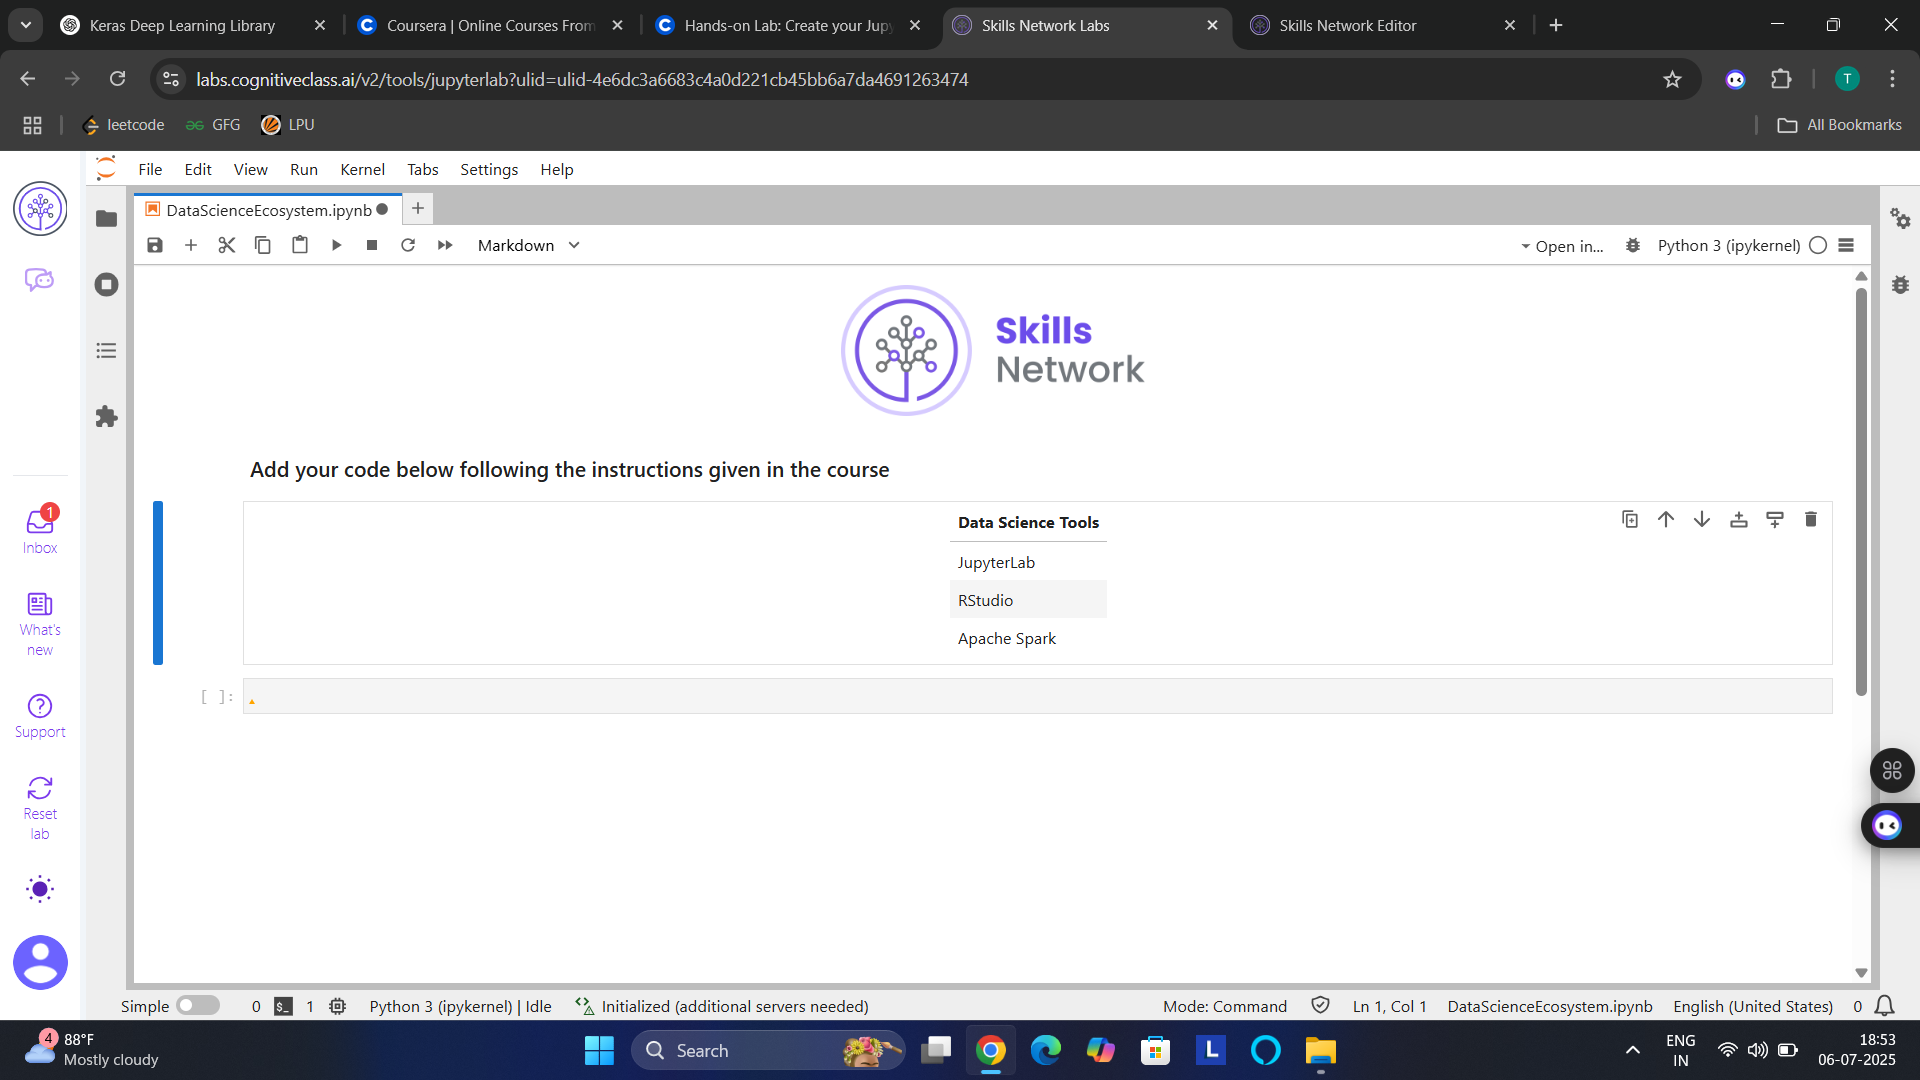 Keras Deep Learning Library
Coursera | Online Courses From
Hands-on Lab: Create your Jupy
Skills Network Labs
Skills Network Editor
labs.cognitiveclass.ai/v2/tools/jupyterlab?ulid=ulid-4e6dc3a6683c4a0d221cb45bb6a7da4691263474
T
leetcode
GFG
LPU
All Bookmarks
File Edit View Run Kernel Tabs Settings Help
DataScienceEcosystem.ipynb
Markdown
Open in...
Python 3 (ipykernel)
Skills
Network
Add your code below following the instructions given in the course
Data Science Tools
JupyterLab
RStudio
Apache Spark
[ ]:
1
Inbox
What's
new
Support
Reset
lab
Simple
0
1
Python 3 (ipykernel) | Idle
Initialized (additional servers needed)
Mode: Command
Ln 1, Col 1
DataScienceEcosystem.ipynb
English (United States)
0
4
88°F
Mostly cloudy
Search
L
ENG
IN
18:53
06-07-2025